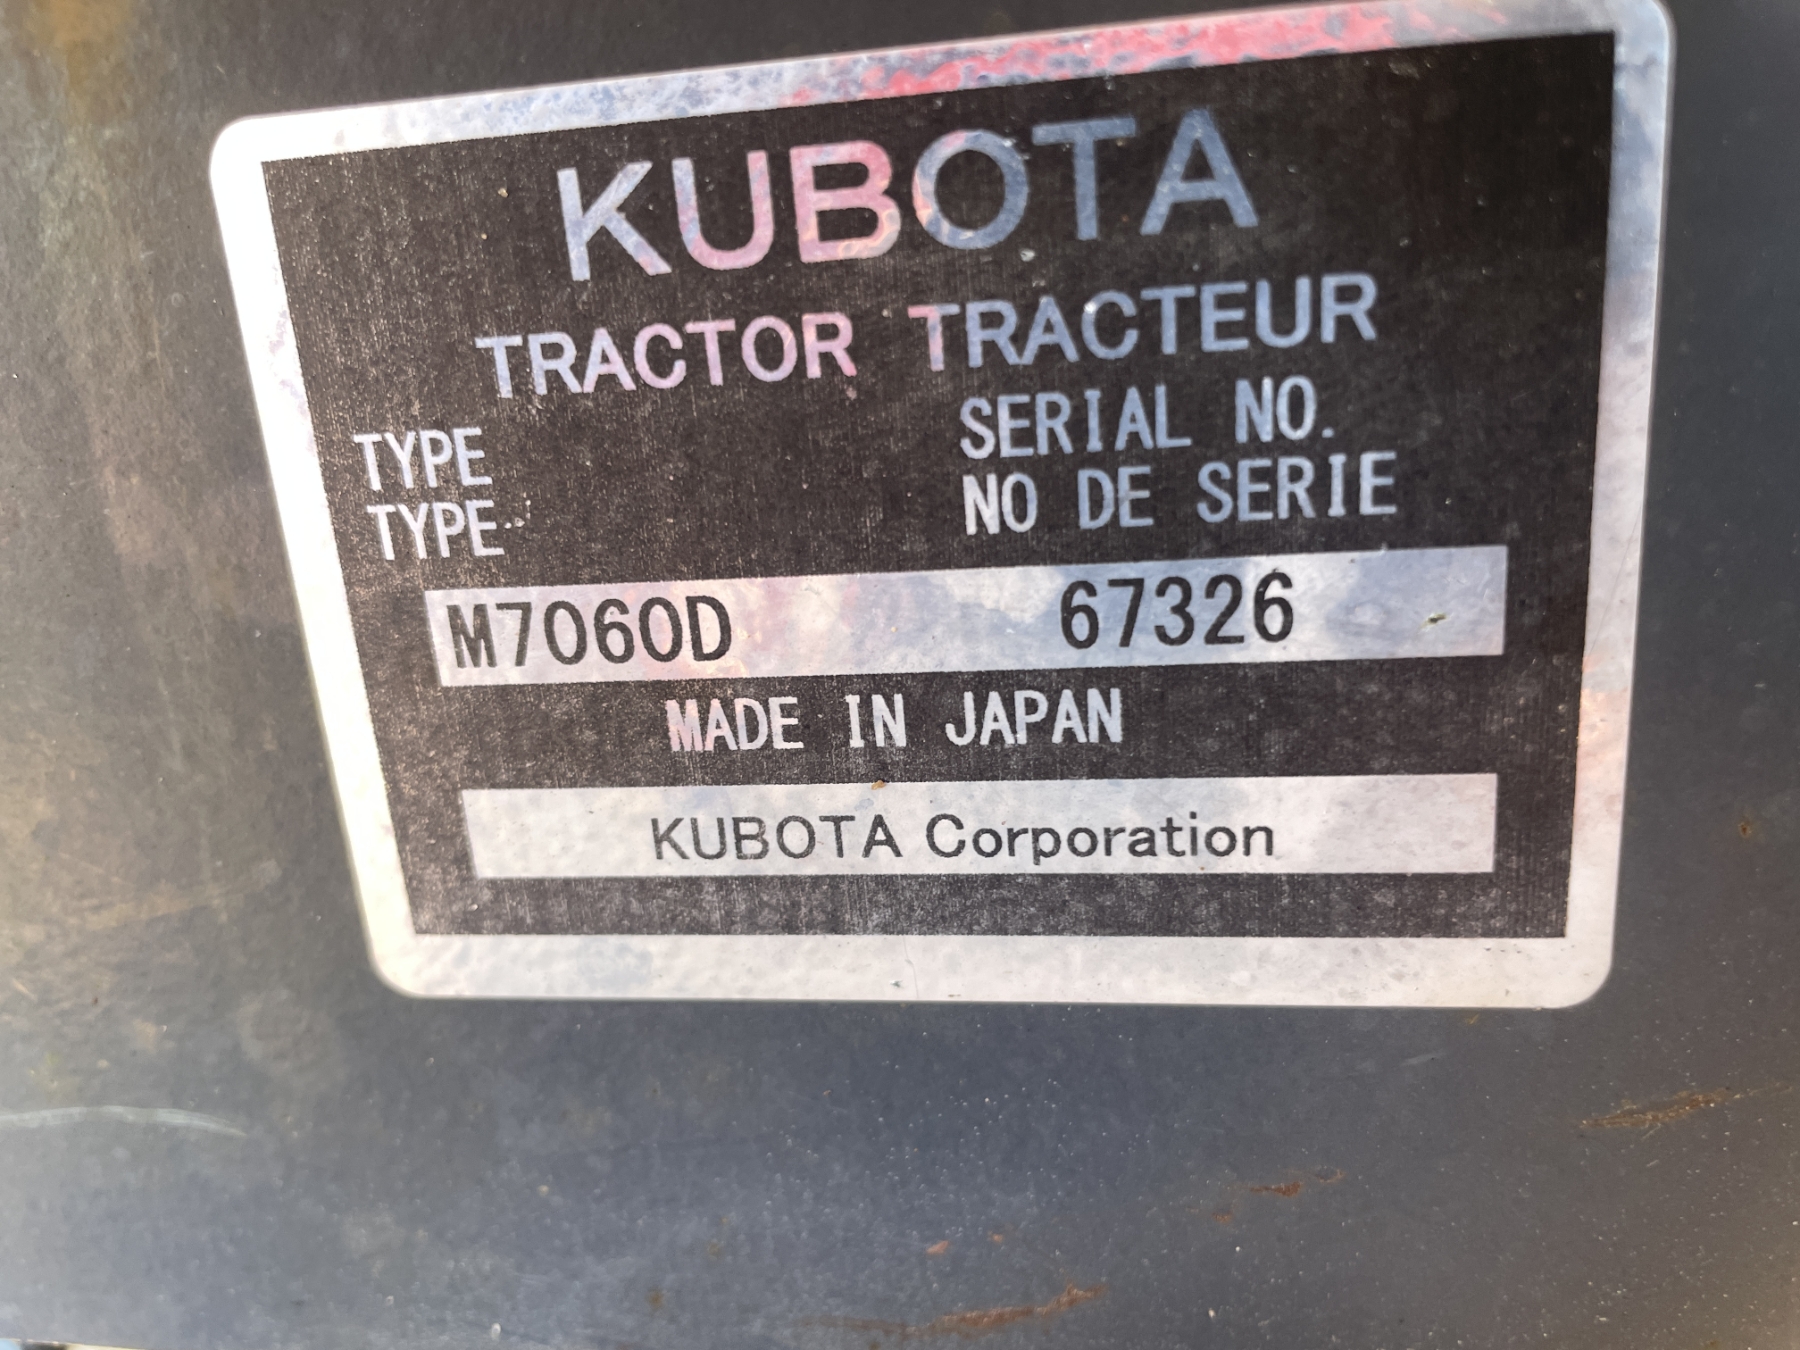 KUBOTA
TRACTOR TRACTEUR
TYPE SERIAL NO.
TYPE NO DE SERIE
M7060D 67326
MADE IN JAPAN
KUBOTA Corporation